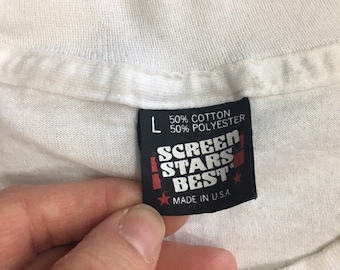 L 50% COTTON
50% POLYESTER
SCREEN
STARS
BEST
MADE IN U.S.A.